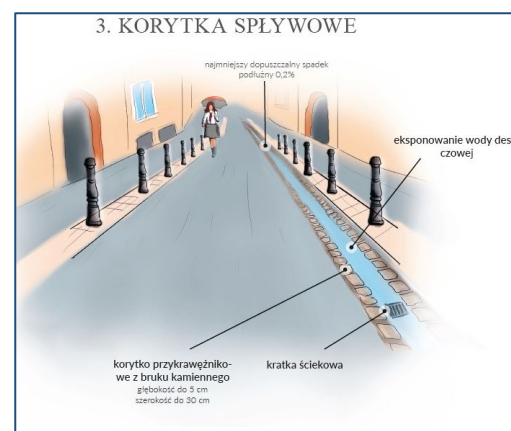 3. KORYTKA SPŁYWOWE
najmniejszy dopuszczalny spadek
podłużny 0,2%
eksponowanie wody des
czowej
korytko przykrawężniko-
we z bruku kamiennego
głębokość do 5 cm
szerokość do 30 cm
kratka ściekowa